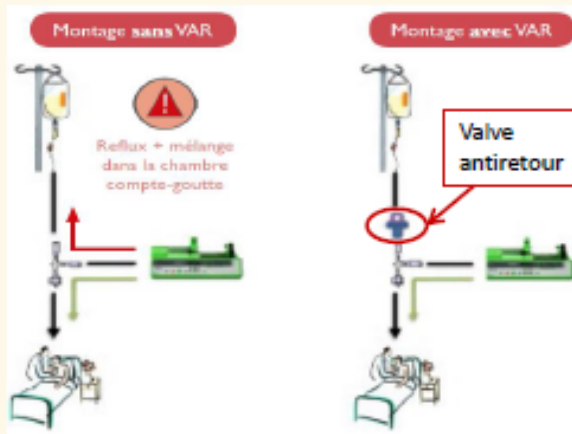 Montage sans VAR
Reflux + mélange
dans la chambre
compte-goutte
Montage avec VAR
Valve
antiretour